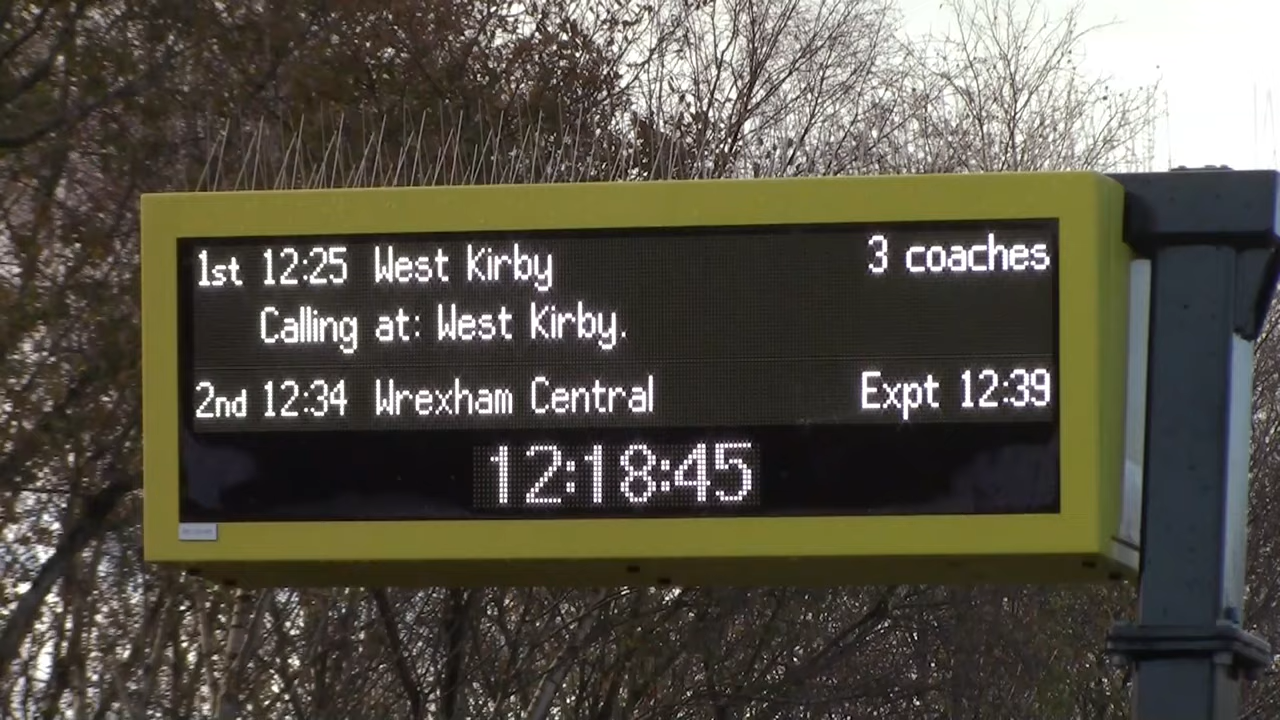 1st 12:25 West Kirby 3 coaches
Calling at: West Kirby.
2nd 12:34 Wrexham Central Expt 12:39
12:18:45